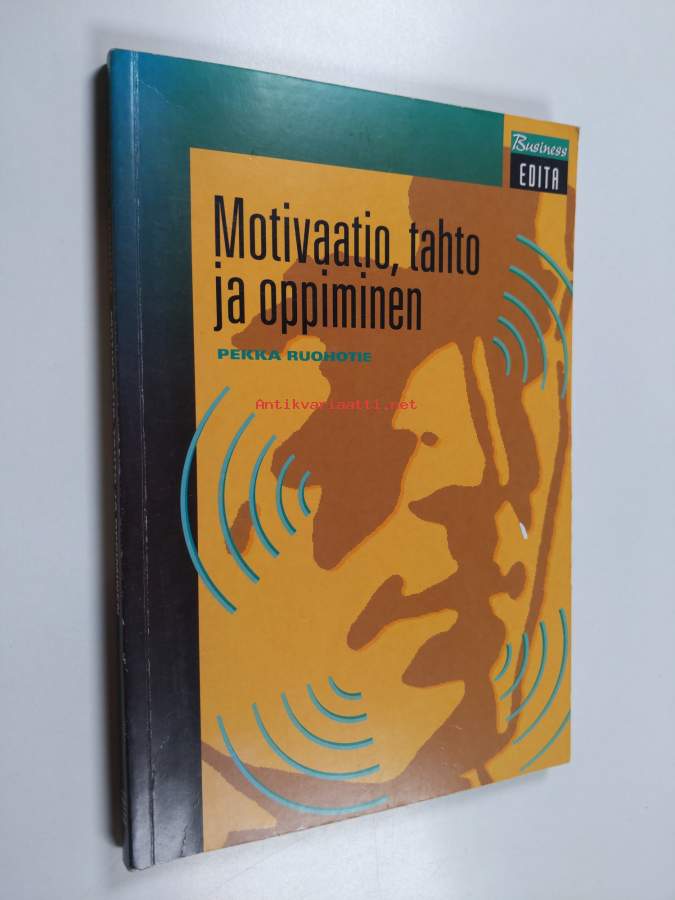 Business
EDITA
Motivaatio, tahto
ja oppiminen
PEKKA RUOHOTIE
Antikvariaatti.net